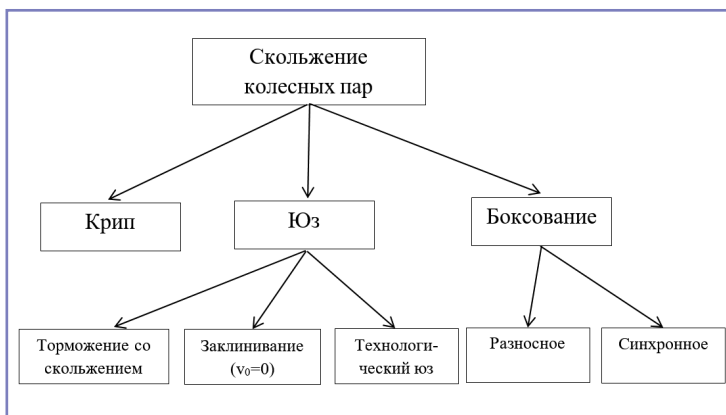 Скольжение
колесных пар
Крип
Юз
Боксование
Торможение со
скольжением
Заклинивание
(v₀=0)
Технологи-
ческий юз
Разносное
Синхронное